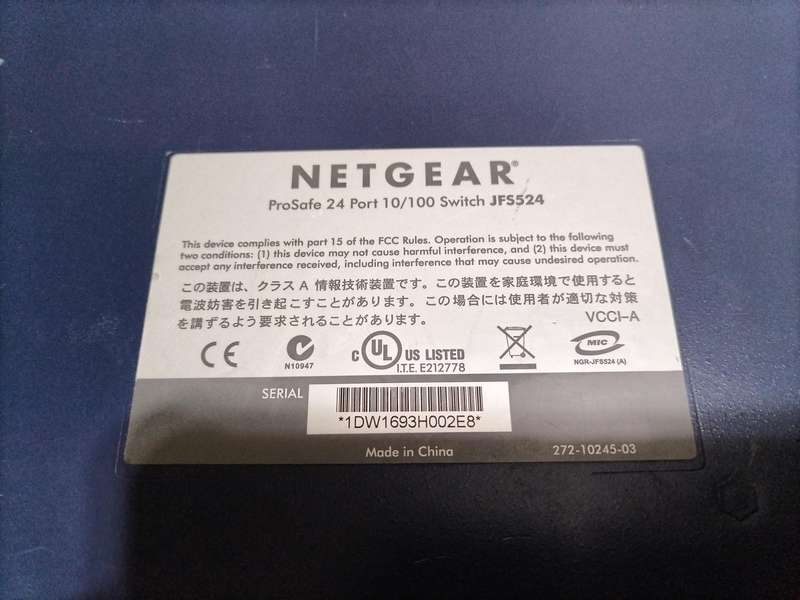 NETGEAR®
ProSafe 24 Port 10/100 Switch JFS524
This device complies with part 15 of the FCC Rules. Operation is subject to the following
two conditions: (1) this device may not cause harmful interference, and (2) this device must
accept any interference received, including interference that may cause undesired operation.
この装置は、クラス A 情報技術装置です。この装置を家庭環境で使用すると
電波妨害を引き起こすことがあります。この場合には使用者が適切な対策
を講ずるよう要求されることがあります。
VCCI-A
CE
N10947
C UL US LISTED
I.T.E. E212778
MIC
NGR-JFS524 (A)
SERIAL
*1DW1693H002E8*
Made in China
272-10245-03